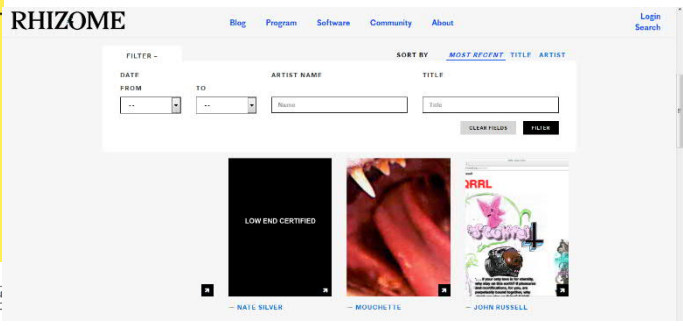 RHIZOME
Blog Program Software Community About
Login
Search
FILTER –
SORT BY MOST RECENT TITLE ARTIST
DATE ARTIST NAME TITLE
FROM TO
-- -- Name Title
CLEAR FIELDS FILTER
LOW END CERTIFIED
QRRL
— NATE SILVER — MOUCHETTE — JOHN RUSSELL